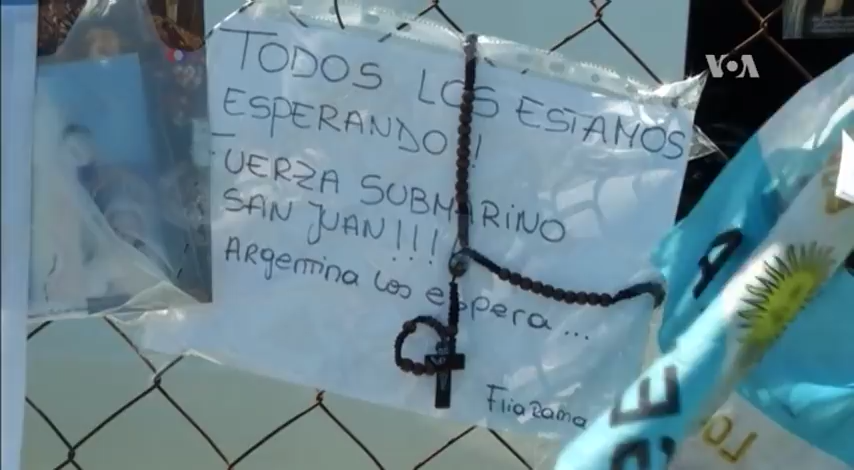 VOA
TODOS LOS ESTAMOS
ESPERANDO!!
FUERZA SUBMARINO
SAN JUAN!!!
Argentina los espera...
Flia Rama